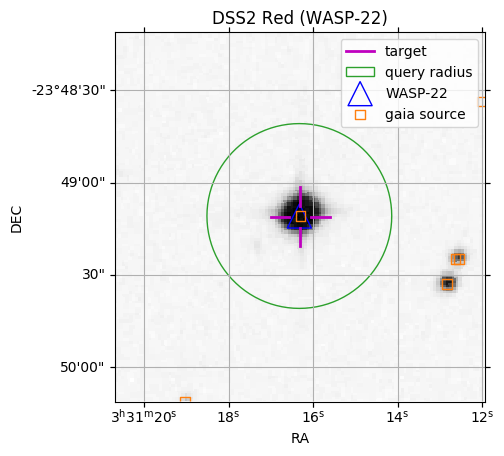 DSS2 Red (WASP-22)
target
query radius
WASP-22
gaia source
-23°48'30"
49'00"
30"
50'00"
DEC
3ʰ31ᵐ20ˢ
18ˢ
16ˢ
14ˢ
12ˢ
RA